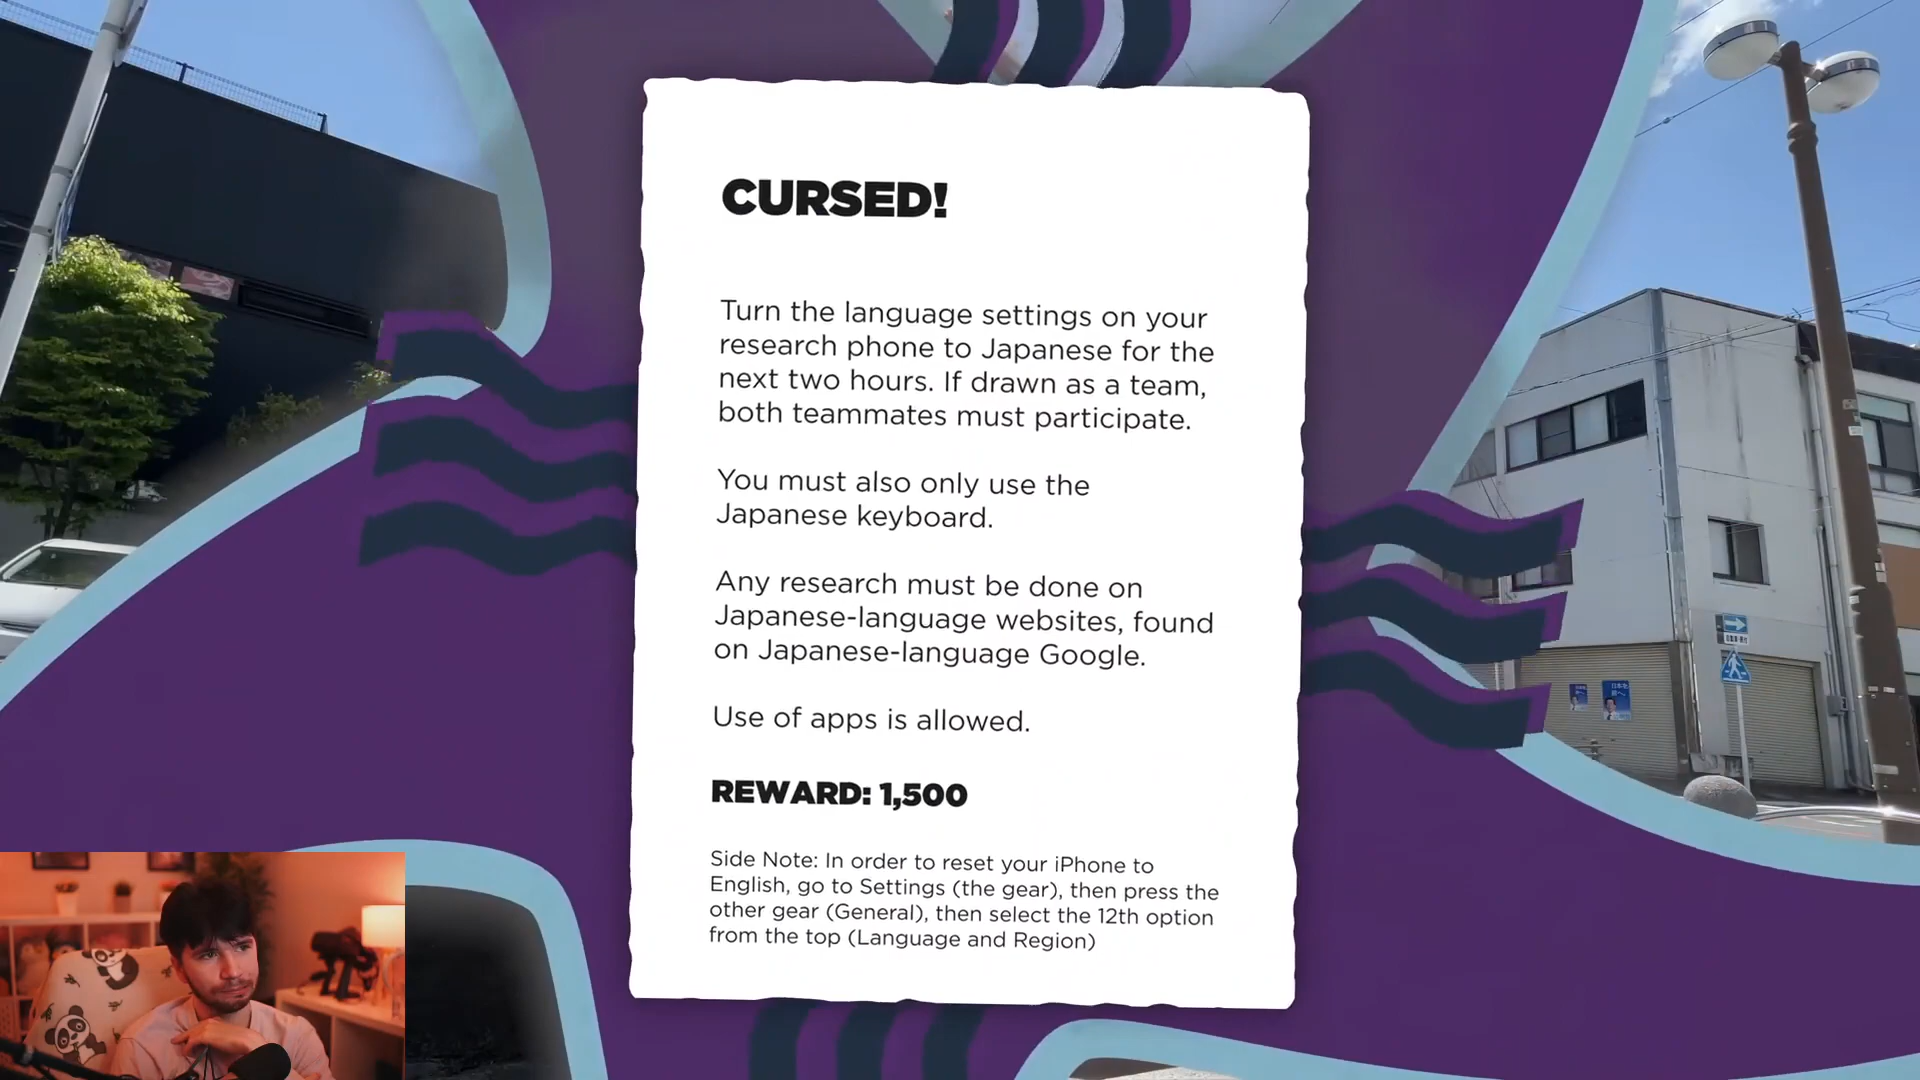 CURSED!
Turn the language settings on your
research phone to Japanese for the
next two hours. If drawn as a team,
both teammates must participate.
You must also only use the
Japanese keyboard.
Any research must be done on
Japanese-language websites, found
on Japanese-language Google.
Use of apps is allowed.
REWARD: 1,500
Side Note: In order to reset your iPhone to
English, go to Settings (the gear), then press the
other gear (General), then select the 12th option
from the top (Language and Region)